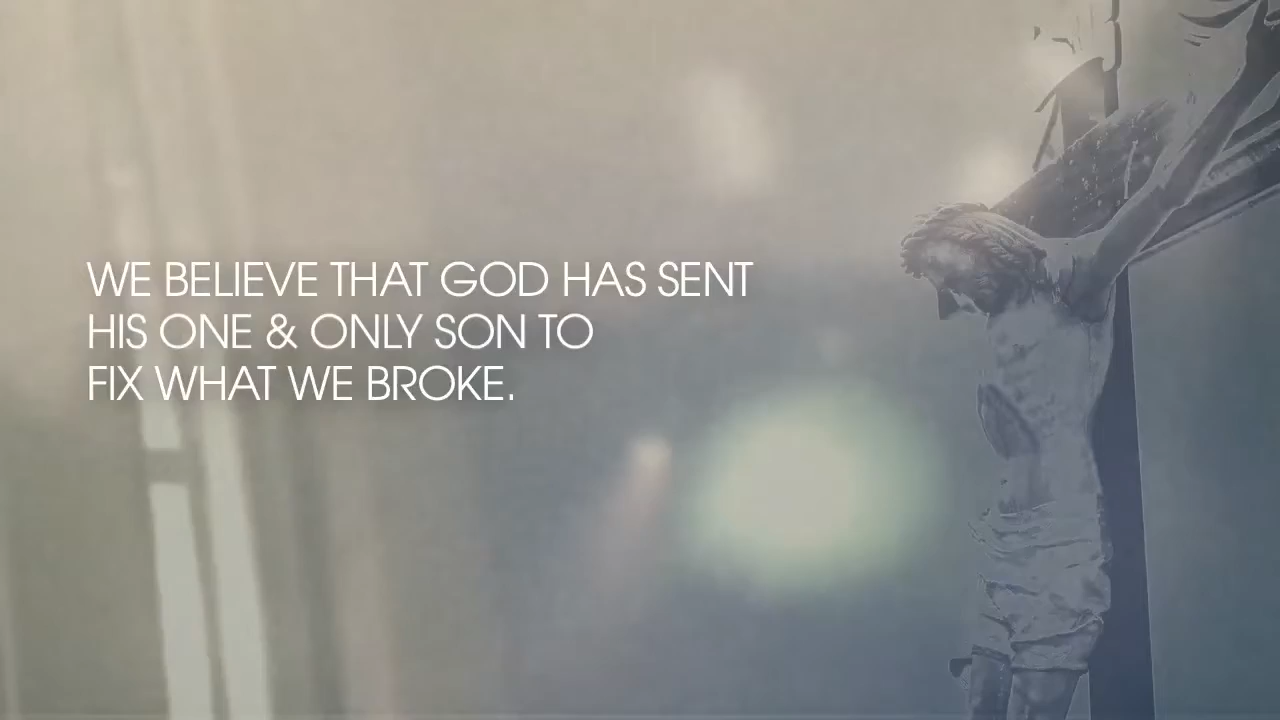 WE BELIEVE THAT GOD HAS SENT
HIS ONE & ONLY SON TO
FIX WHAT WE BROKE.